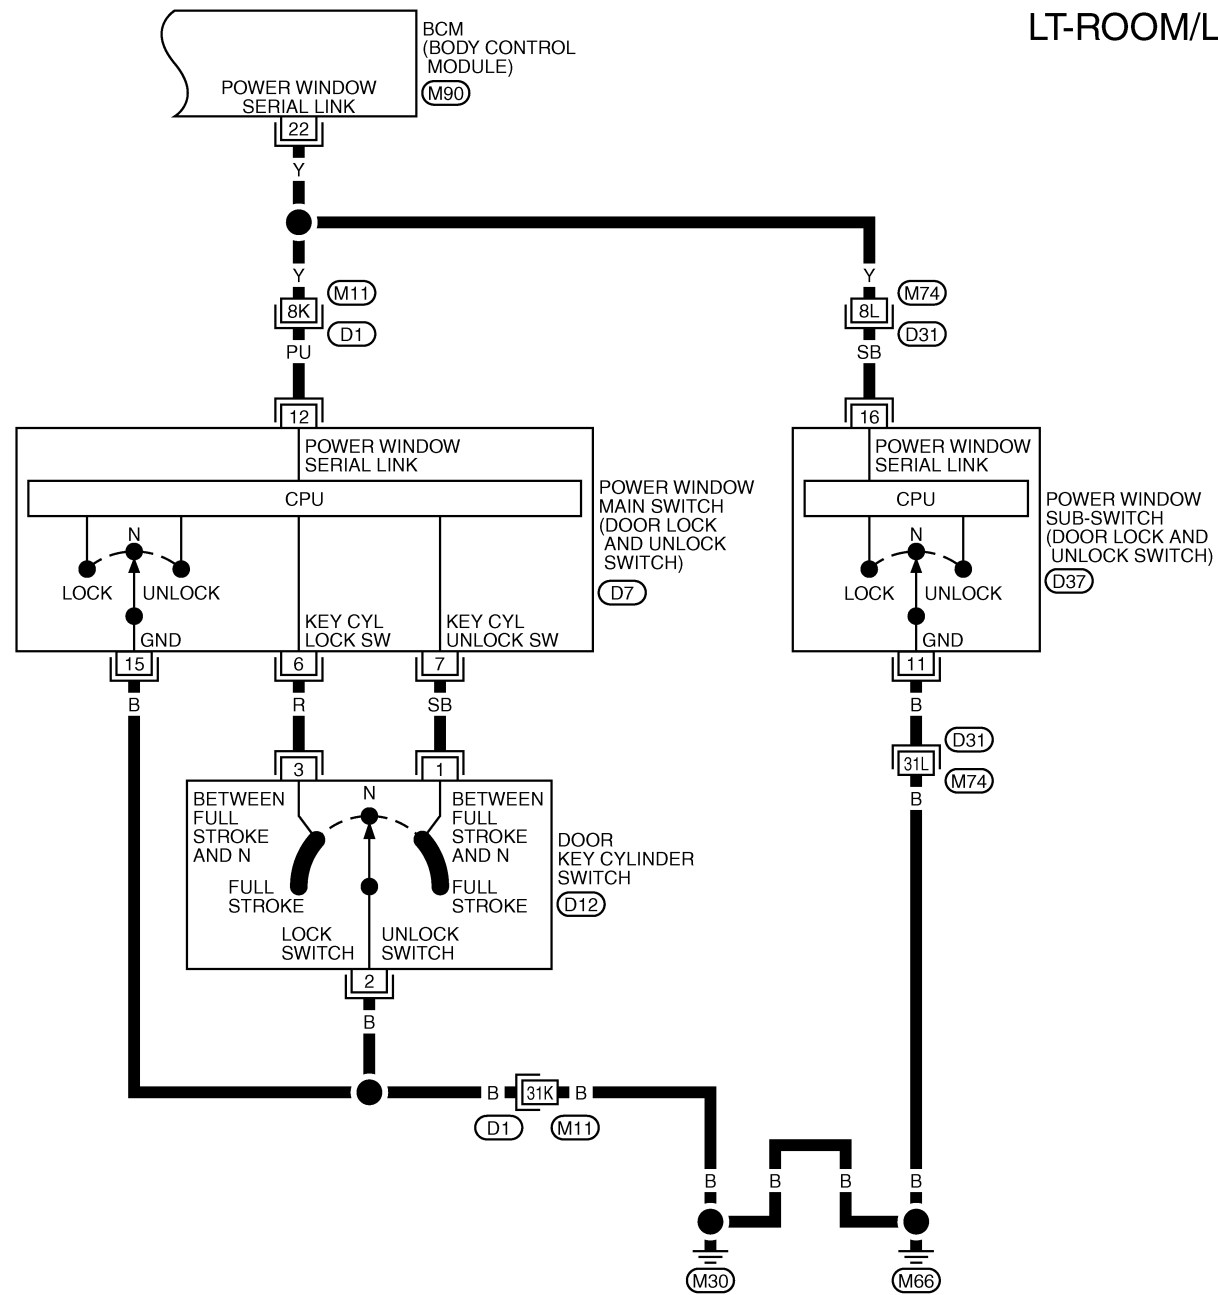 LT-ROOM/L
BCM
(BODY CONTROL
MODULE)
M90
POWER WINDOW
SERIAL LINK
22
Y
Y
Y
M11
8K
D1
M74
8L
D31
PU
SB
12
16
POWER WINDOW
SERIAL LINK
CPU
N
LOCK
UNLOCK
GND
KEY CYL
LOCK SW
KEY CYL
UNLOCK SW
POWER WINDOW
MAIN SWITCH
(DOOR LOCK
AND UNLOCK
SWITCH)
D7
POWER WINDOW
SERIAL LINK
CPU
N
LOCK
UNLOCK
GND
POWER WINDOW
SUB-SWITCH
(DOOR LOCK AND
UNLOCK SWITCH)
D37
15
6
7
11
B
R
SB
B
3
1
D31
31L
M74
B
BETWEEN
FULL
STROKE
AND N
FULL
STROKE
N
BETWEEN
FULL
STROKE
AND N
FULL
STROKE
LOCK
SWITCH
UNLOCK
SWITCH
DOOR
KEY CYLINDER
SWITCH
D12
2
B
B
31K
B
D1
M11
B
B
B
B
M30
M66